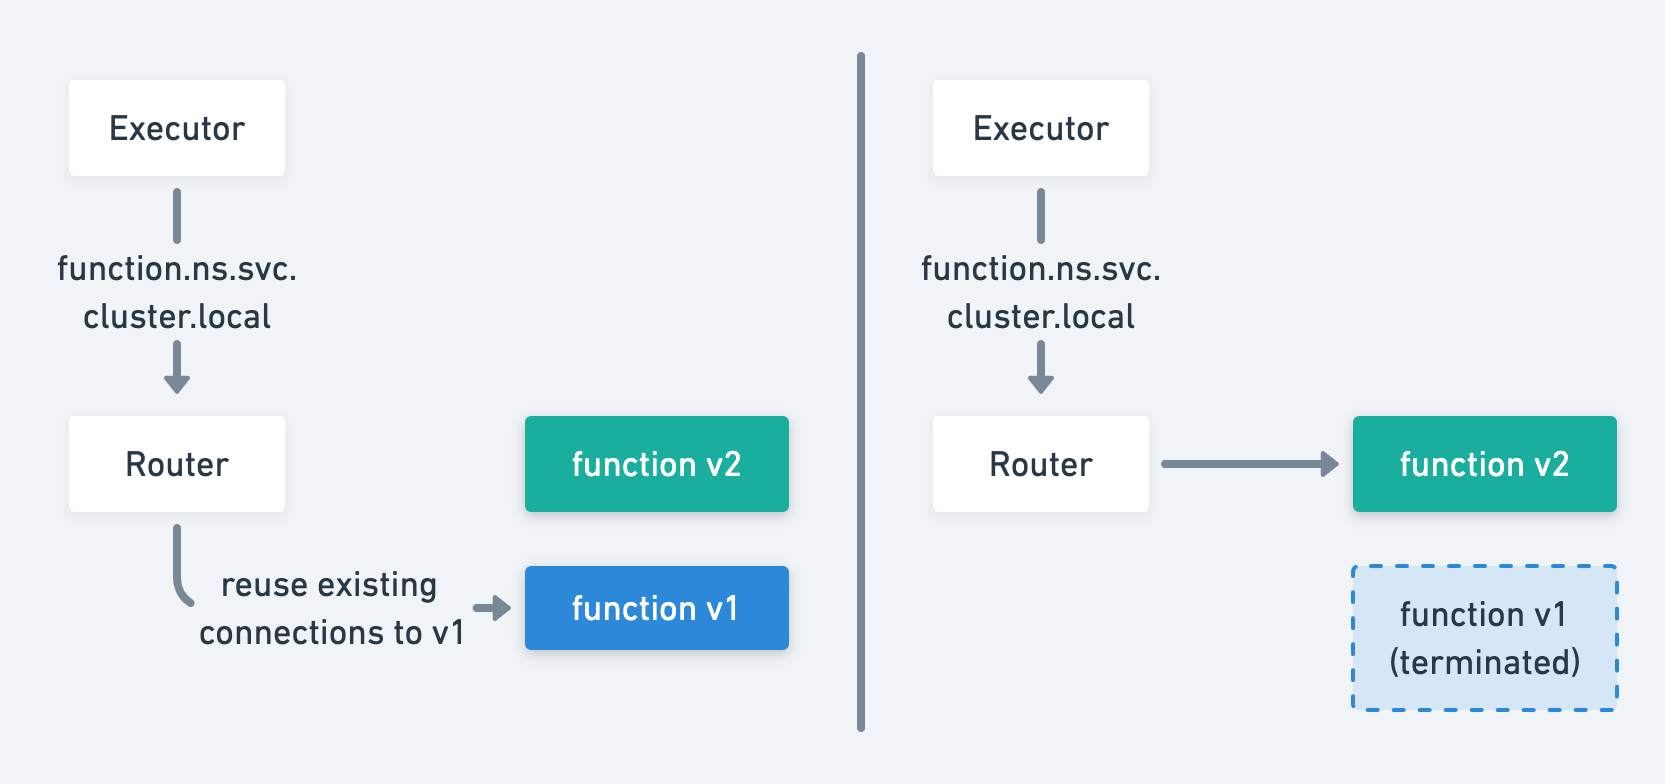 Executor
function.ns.svc.
cluster.local
Router
function v2
reuse existing
connections to v1
function v1
Executor
function.ns.svc.
cluster.local
Router
function v2
function v1
(terminated)